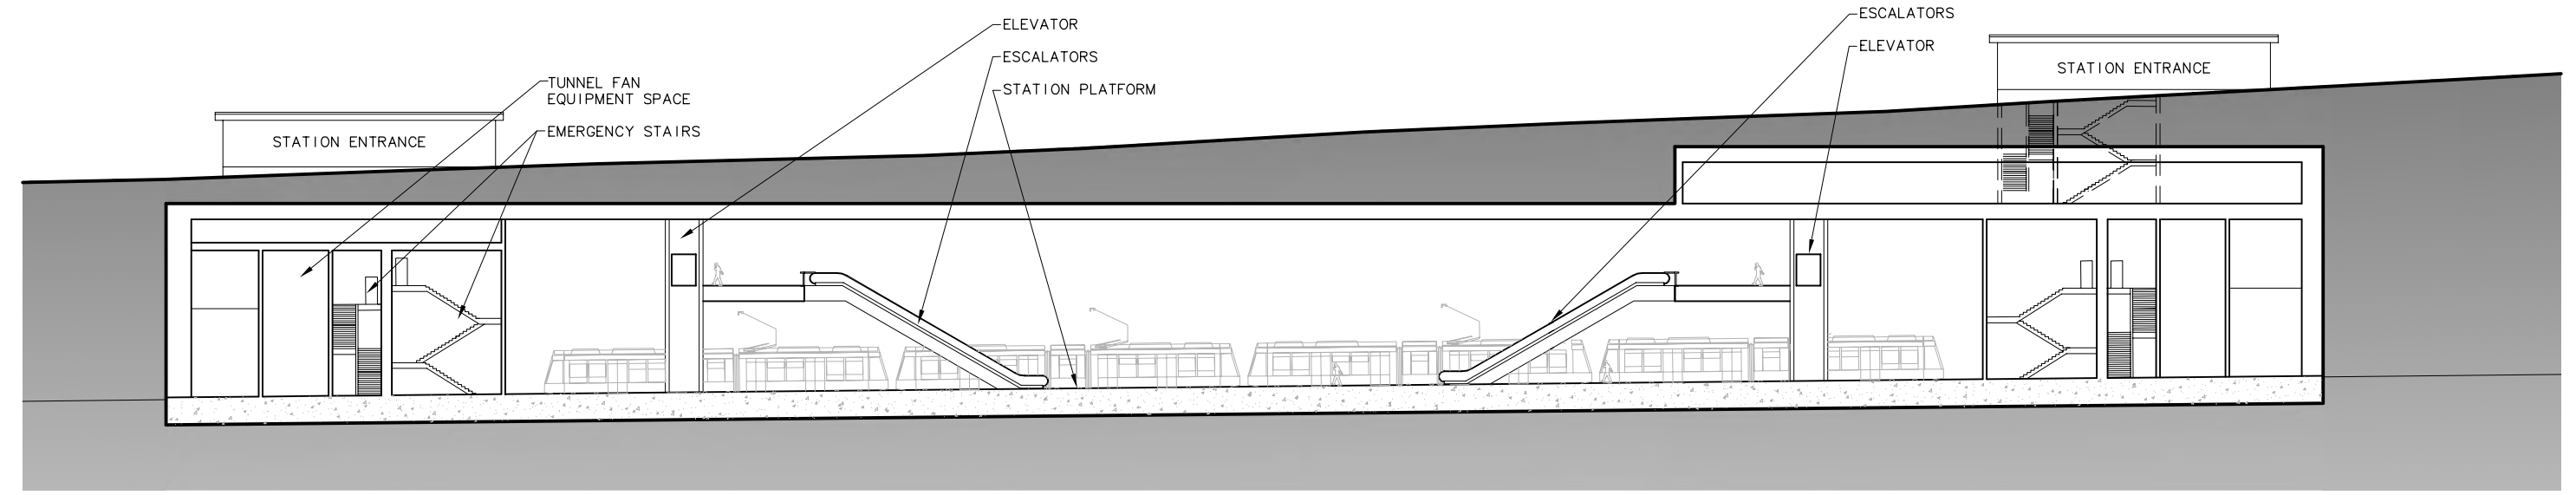 ELEVATOR
ESCALATORS
STATION PLATFORM
ESCALATORS
ELEVATOR
STATION ENTRANCE
TUNNEL FAN
EQUIPMENT SPACE
EMERGENCY STAIRS
STATION ENTRANCE